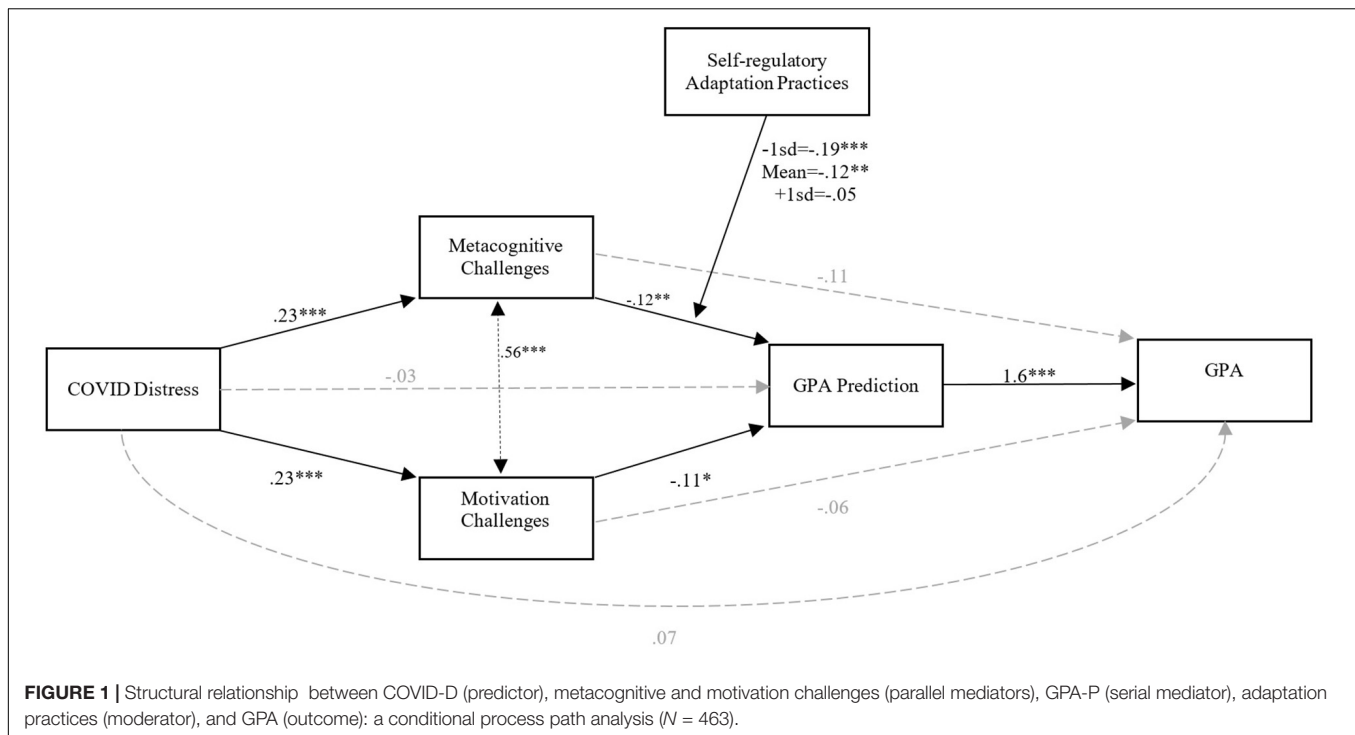 Self-regulatory
Adaptation Practices
-1sd=-.19***
Mean=-.12**
+1sd=-.05
Metacognitive
Challenges
-.11
.23***
-.12**
.56***
COVID Distress
-.03
GPA Prediction
1.6***
GPA
.23***
Motivation
Challenges
-.11*
-.06
.07
FIGURE 1 | Structural relationship between COVID-D (predictor), metacognitive and motivation challenges (parallel mediators), GPA-P (serial mediator), adaptation
practices (moderator), and GPA (outcome): a conditional process path analysis (N = 463).